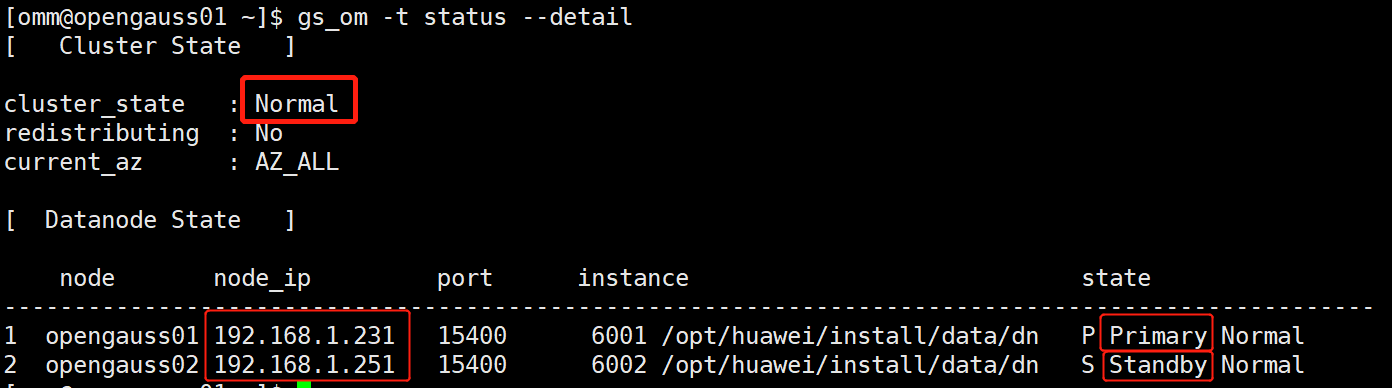 [omm@opengauss01 ~]$ gs_om -t status --detail
[   Cluster State   ]
cluster_state   : Normal
redistributing  : No
current_az      : AZ_ALL
[  Datanode State   ]
    node       node_ip         port      instance                            state
---------------------------------------------------------------------------------------------------
1  opengauss01 192.168.1.231   15400      6001 /opt/huawei/install/data/dn   P Primary Normal
2  opengauss02 192.168.1.251   15400      6002 /opt/huawei/install/data/dn   S Standby Normal